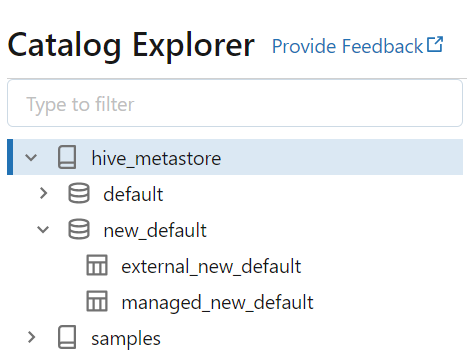 Catalog Explorer Provide Feedback
Type to filter
hive_metastore
default
new_default
external_new_default
managed_new_default
samples